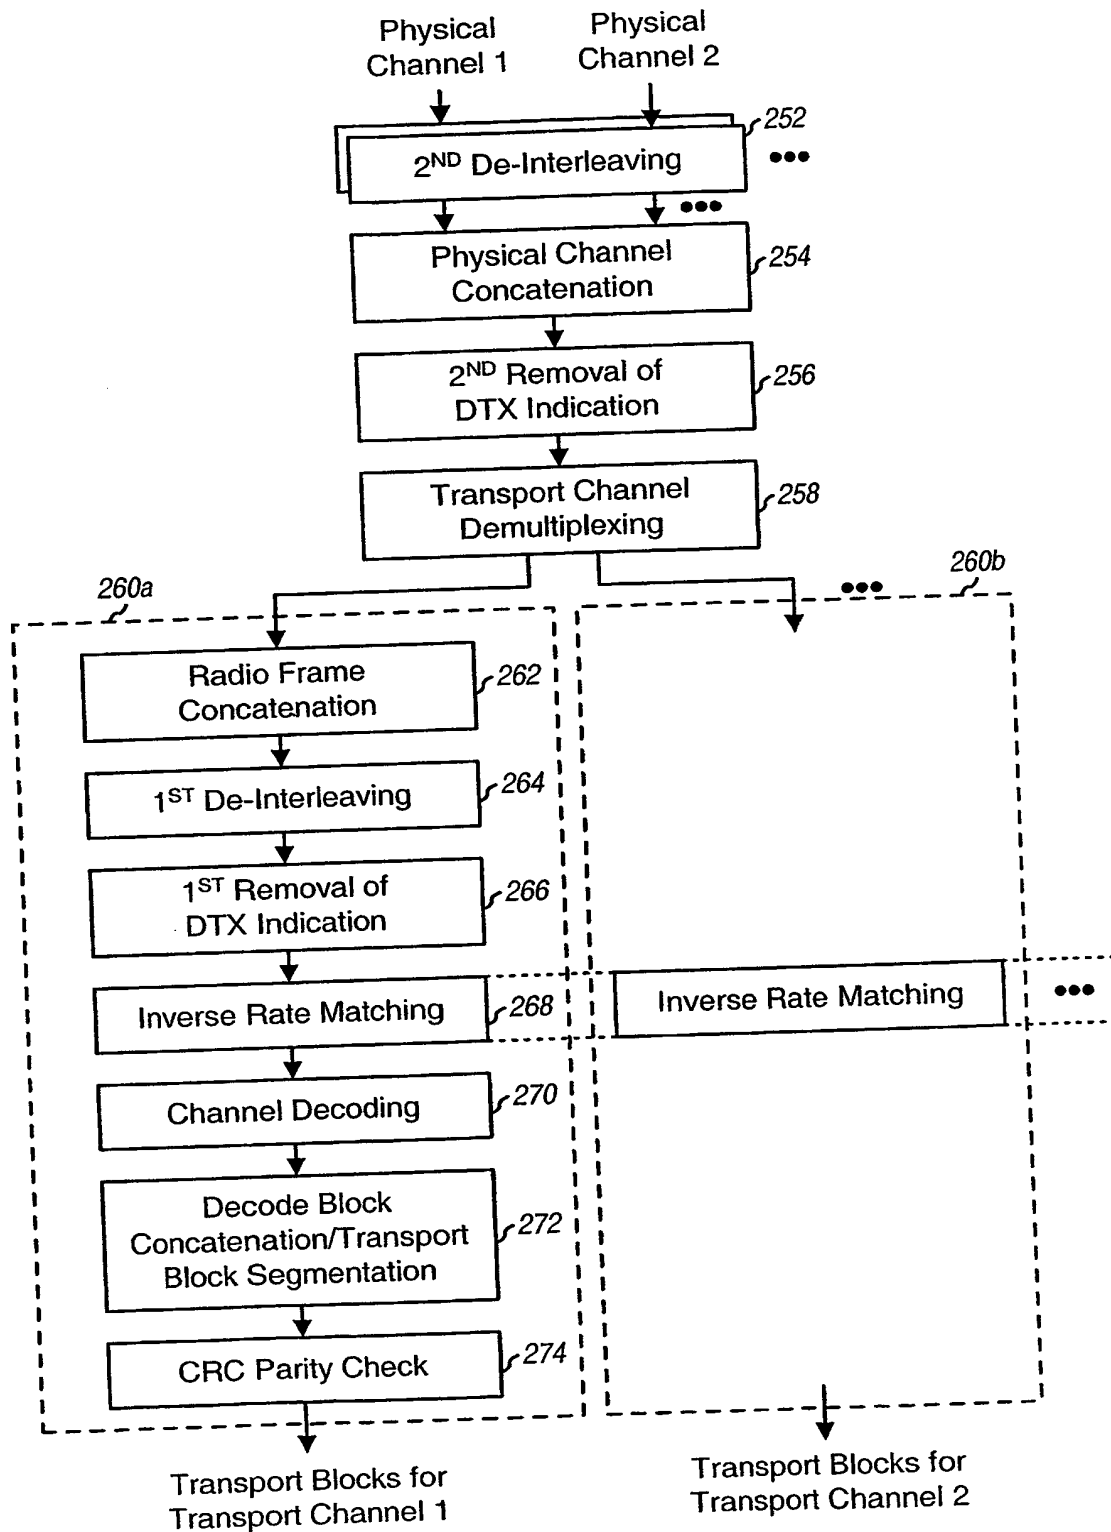 Physical
Channel 1
Physical
Channel 2
252
2ND De-Interleaving
Physical Channel
Concatenation
254
2ND Removal of
DTX Indication
256
Transport Channel
Demultiplexing
258
260a
260b
Radio Frame
Concatenation
262
1ST De-Interleaving
264
1ST Removal of
DTX Indication
266
Inverse Rate Matching
268
Inverse Rate Matching
Channel Decoding
270
Decode Block
Concatenation/Transport
Block Segmentation
272
CRC Parity Check
274
Transport Blocks for
Transport Channel 1
Transport Blocks for
Transport Channel 2